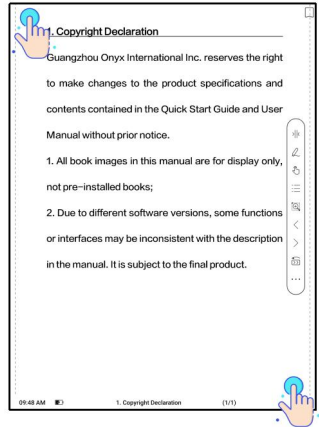 1. Copyright Declaration
Guangzhou Onyx International Inc. reserves the right
to make changes to the product specifications and
contents contained in the Quick Start Guide and User
Manual without prior notice.
1. All book images in this manual are for display only,
not pre-installed books;
2. Due to different software versions, some functions
or interfaces may be inconsistent with the description
in the manual. It is subject to the final product.
09:48 AM 1. Copyright Declaration (1/1)